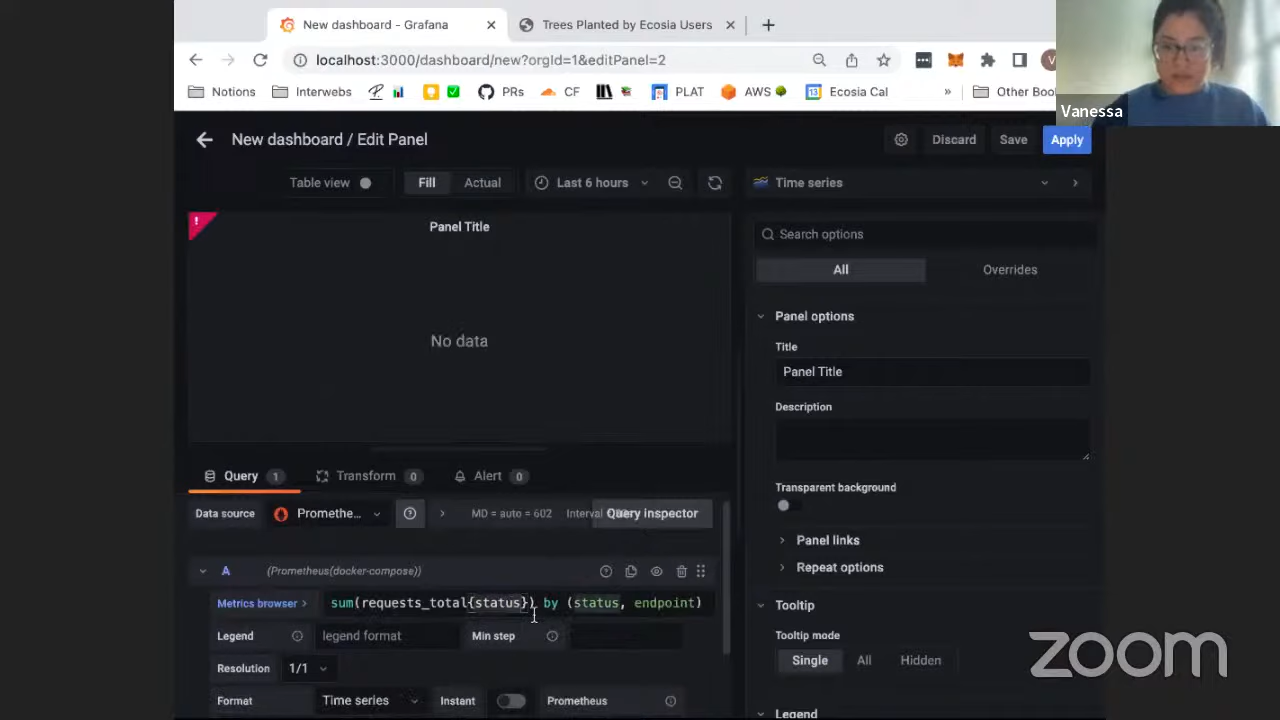 New dashboard - Grafana
Trees Planted by Ecosia Users
localhost:3000/dashboard/new?orgId=1&editPanel=2
Notions
Interwebs
PRs
CF
PLAT
AWS
13
Ecosia Cal
»
Other Boo
V
Vanessa
New dashboard / Edit Panel
Discard
Save
Apply
Table view
Fill
Actual
Last 6 hours
Time series
!
Panel Title
No data
Search options
All
Overrides
Panel options
Title
Panel Title
Description
Transparent background
Panel links
Repeat options
Tooltip
Tooltip mode
Single
All
Hidden
Legend
Query 1
Transform 0
Alert 0
Data source
Promethe...
MD = auto = 602
Interval
Query inspector
A
(Prometheus(docker-compose))
Metrics browser >
sum(requests_total{status}) by (status, endpoint)
Legend
legend format
Min step
Resolution
1/1
Format
Time series
Instant
Prometheus
zoom